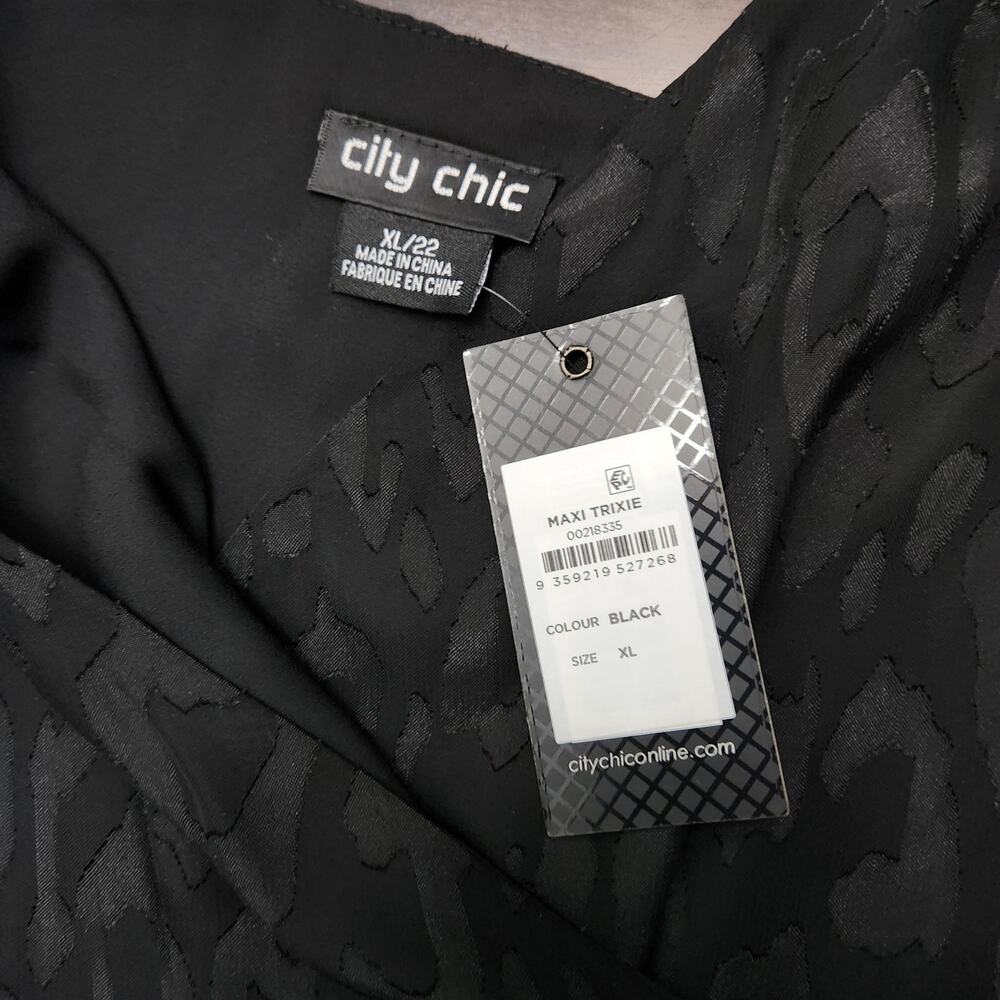 city chic
XL/22
MADE IN CHINA
FABRIQUE EN CHINE
MAXI TRIXIE
00218335
9 359219 527268
COLOUR BLACK
SIZE XL
citychiconline.com